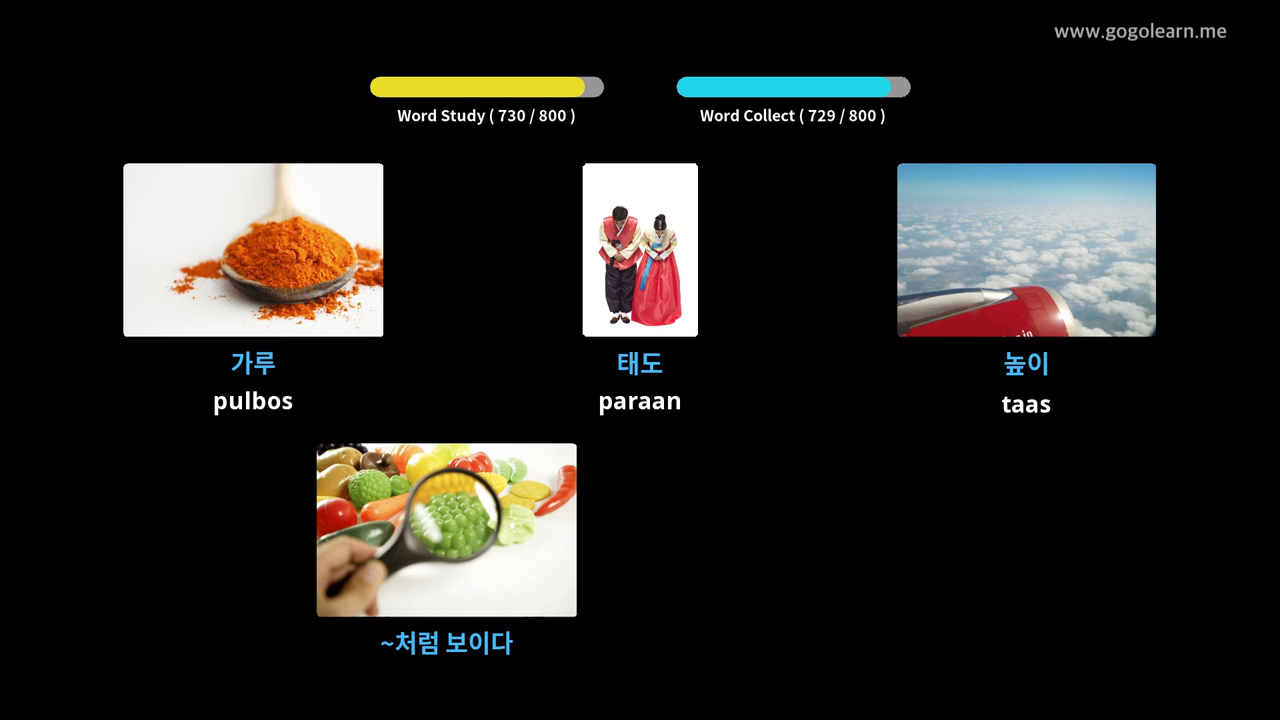 www.gogolearn.me
Word Study ( 730 / 800 )
Word Collect ( 729 / 800 )
가루
pulbos
태도
paraan
높이
taas
~처럼 보이다